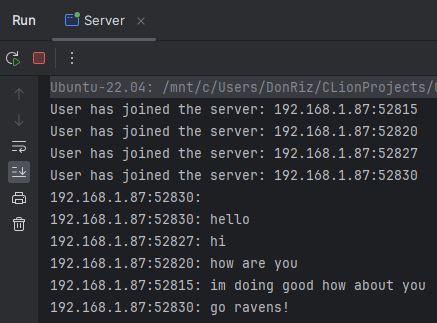 Run
Server
Ubuntu-22.04: /mnt/c/Users/DonRiz/CLionProjects/
User has joined the server: 192.168.1.87:52815
User has joined the server: 192.168.1.87:52820
User has joined the server: 192.168.1.87:52827
User has joined the server: 192.168.1.87:52830
192.168.1.87:52830:
192.168.1.87:52830: hello
192.168.1.87:52827: hi
192.168.1.87:52820: how are you
192.168.1.87:52815: im doing good how about you
192.168.1.87:52830: go ravens!